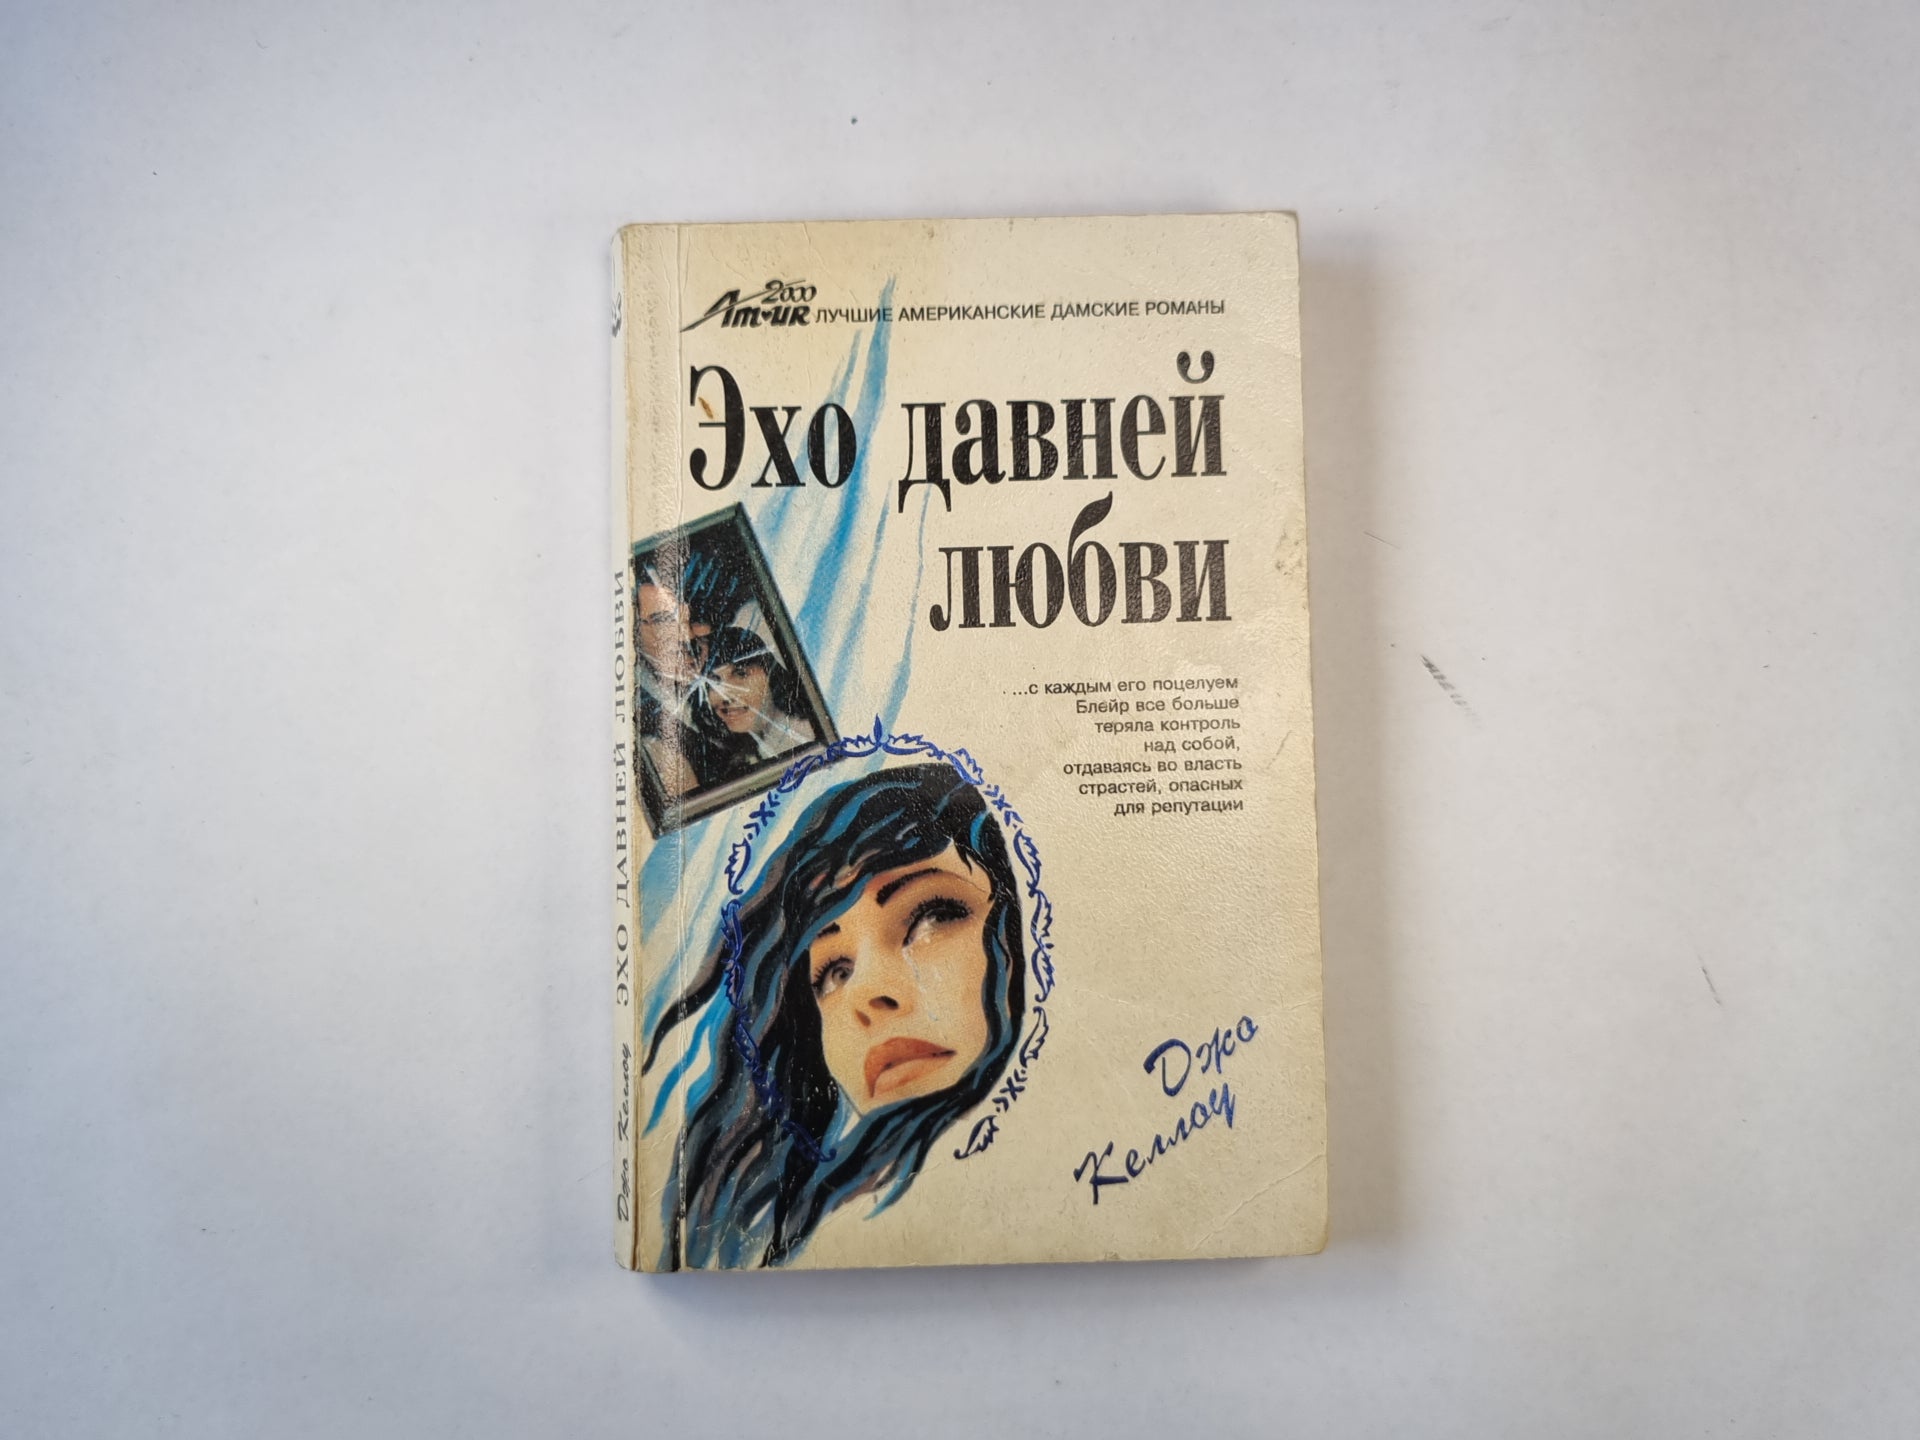 Amour 2000 ЛУЧШИЕ АМЕРИКАНСКИЕ ДАМСКИЕ РОМАНЫ
Эхо давней
любви
...с каждым его поцелуем
Блейр все больше
теряла контроль
над собой,
отдаваясь во власть
страстей, опасных
для репутации
Джо
Келлоу
Джо Келлоу ЭХО ДАВНЕЙ ЛЮБВИ